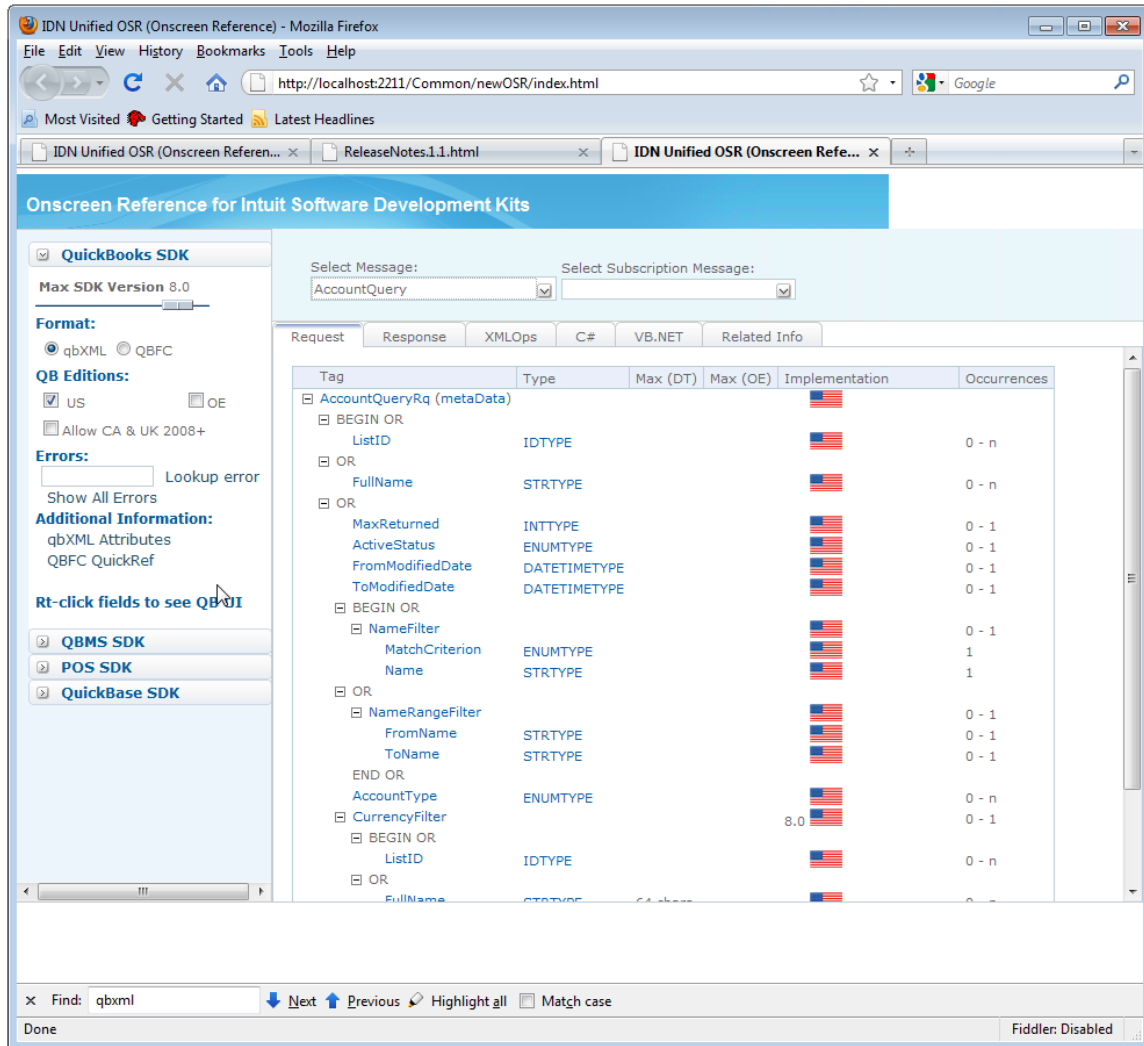 IDN Unified OSR (Onscreen Reference) - Mozilla Firefox
File Edit View History Bookmarks Tools Help
http://localhost:2211/Common/newOSR/index.html
Google
Most Visited Getting Started Latest Headlines
IDN Unified OSR (Onscreen Referen...
ReleaseNotes.1.1.html
IDN Unified OSR (Onscreen Refe...
Onscreen Reference for Intuit Software Development Kits
QuickBooks SDK
Max SDK Version 8.0
Format:
qbXML QBFC
QB Editions:
US OE
Allow CA & UK 2008+
Errors:
Lookup error
Show All Errors
Additional Information:
qbXML Attributes
QBFC QuickRef
Rt-click fields to see QB UI
QBMS SDK
POS SDK
QuickBase SDK
Select Message: Select Subscription Message:
AccountQuery
Request Response XMLOps C# VB.NET Related Info
Tag Type Max (DT) Max (OE) Implementation Occurrences
AccountQueryRq (metaData)
BEGIN OR
ListID IDTYPE 0 - n
OR
FullName STRTYPE 0 - n
OR
MaxReturned INTTYPE 0 - 1
ActiveStatus ENUMTYPE 0 - 1
FromModifiedDate DATETIMETYPE 0 - 1
ToModifiedDate DATETIMETYPE 0 - 1
BEGIN OR
NameFilter 0 - 1
MatchCriterion ENUMTYPE 1
Name STRTYPE 1
OR
NameRangeFilter 0 - 1
FromName STRTYPE 0 - 1
ToName STRTYPE 0 - 1
END OR
AccountType ENUMTYPE 0 - n
CurrencyFilter 8.0 0 - 1
BEGIN OR
ListID IDTYPE 0 - n
OR
FullName STRTYPE 64 chars 0 - n
Find: qbxml Next Previous Highlight all Match case
Done Fiddler: Disabled